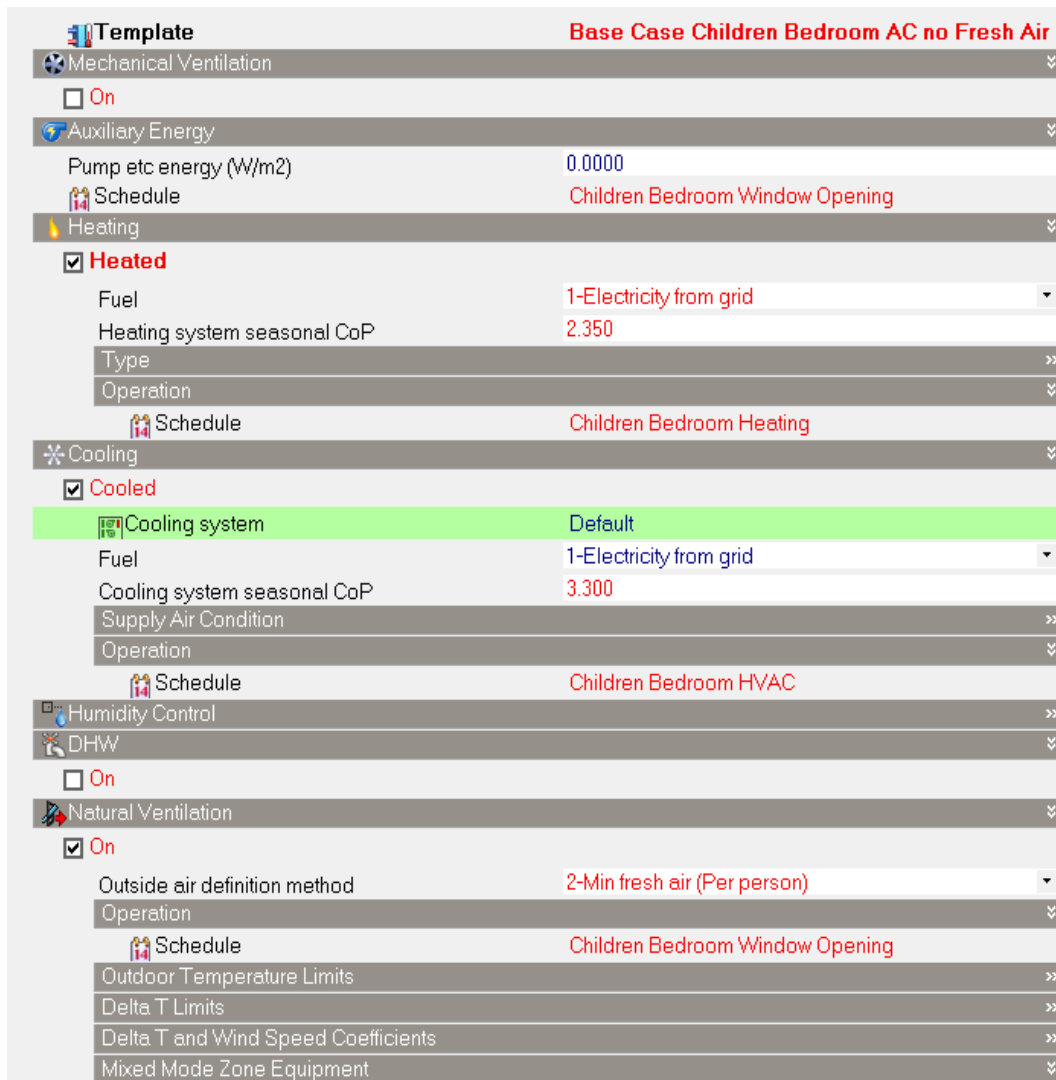 Template Base Case Children Bedroom AC no Fresh Air
Mechanical Ventilation
On
Auxiliary Energy
Pump etc energy (W/m2) 0.0000
14 Schedule Children Bedroom Window Opening
Heating
Heated
Fuel 1-Electricity from grid
Heating system seasonal CoP 2.350
Type
Operation
14 Schedule Children Bedroom Heating
Cooling
Cooled
Cooling system Default
Fuel 1-Electricity from grid
Cooling system seasonal CoP 3.300
Supply Air Condition
Operation
14 Schedule Children Bedroom HVAC
Humidity Control
DHW
On
Natural Ventilation
On
Outside air definition method 2-Min fresh air (Per person)
Operation
14 Schedule Children Bedroom Window Opening
Outdoor Temperature Limits
Delta T Limits
Delta T and Wind Speed Coefficients
Mixed Mode Zone Equipment